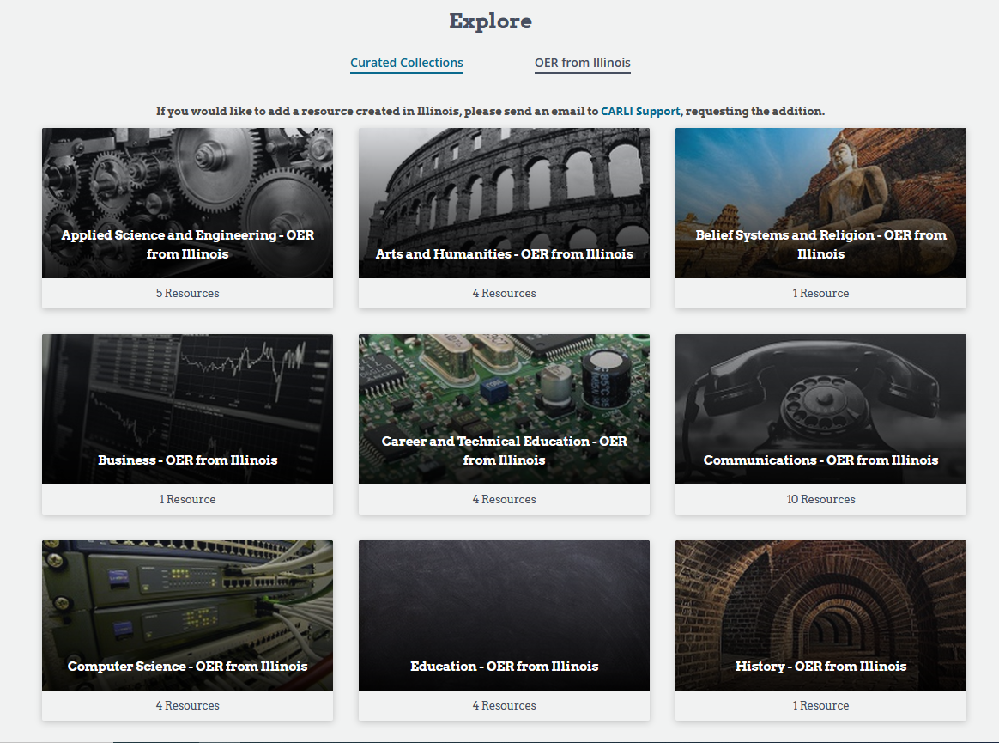 Explore
Curated Collections
OER from Illinois
If you would like to add a resource created in Illinois, please send an email to CARLI Support, requesting the addition.
Applied Science and Engineering - OER
from Illinois
5 Resources
Arts and Humanities - OER from Illinois
4 Resources
Belief Systems and Religion - OER from
Illinois
1 Resource
Business - OER from Illinois
1 Resource
Career and Technical Education - OER
from Illinois
4 Resources
Communications - OER from Illinois
10 Resources
Computer Science - OER from Illinois
4 Resources
Education - OER from Illinois
4 Resources
History - OER from Illinois
1 Resource